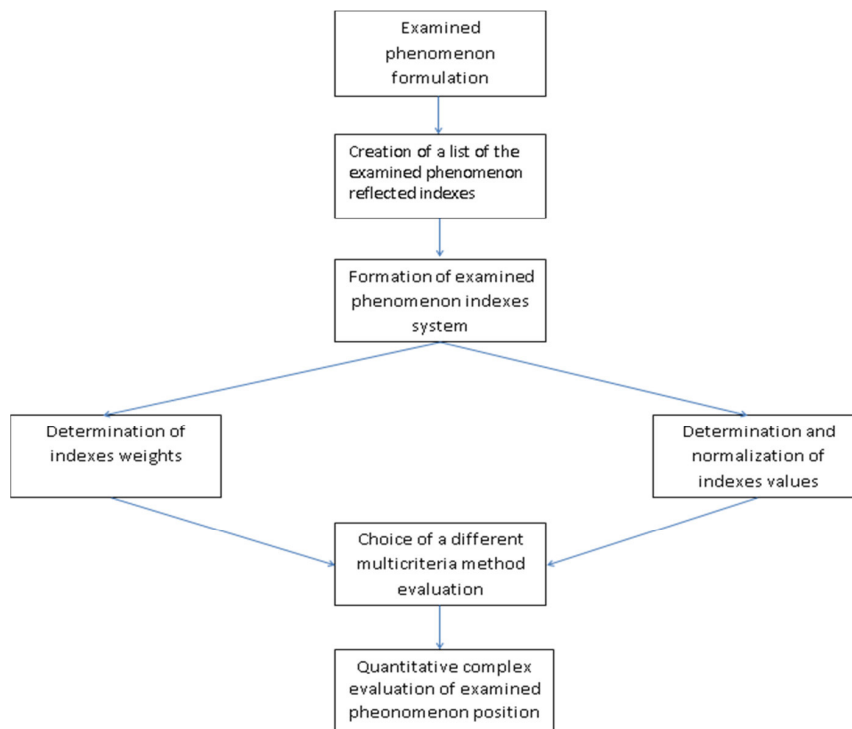 Examined
phenomenon
formulation
Creation of a list of the
examined phenomenon
reflected indexes
Formation of examined
phenomenon indexes
system
Determination of
indexes weights
Determination and
normalization of
indexes values
Choice of a different
multicriteria method
evaluation
Quantitative complex
evaluation of examined
pheonomenon position